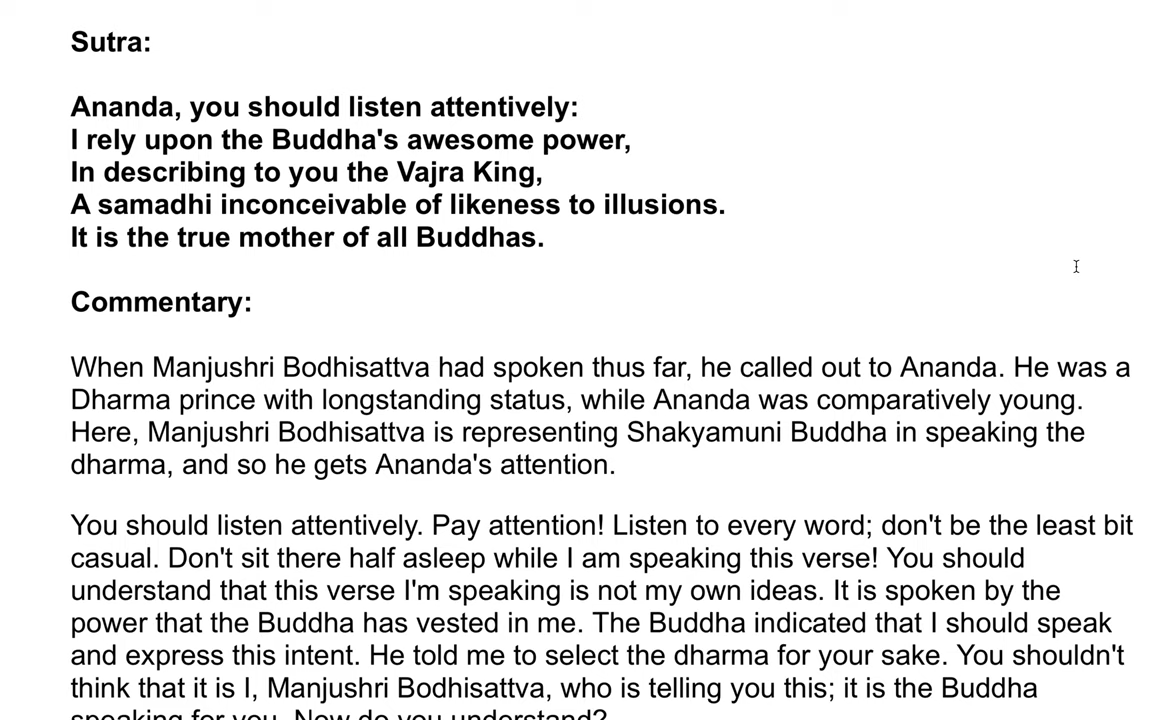 Sutra:
Ananda, you should listen attentively:
I rely upon the Buddha's awesome power,
In describing to you the Vajra King,
A samadhi inconceivable of likeness to illusions.
It is the true mother of all Buddhas.
Commentary:
When Manjushri Bodhisattva had spoken thus far, he called out to Ananda. He was a
Dharma prince with longstanding status, while Ananda was comparatively young.
Here, Manjushri Bodhisattva is representing Shakyamuni Buddha in speaking the
dharma, and so he gets Ananda's attention.
You should listen attentively. Pay attention! Listen to every word; don't be the least bit
casual. Don't sit there half asleep while I am speaking this verse! You should
understand that this verse I'm speaking is not my own ideas. It is spoken by the
power that the Buddha has vested in me. The Buddha indicated that I should speak
and express this intent. He told me to select the dharma for your sake. You shouldn't
think that it is I, Manjushri Bodhisattva, who is telling you this; it is the Buddha
speaking for you. Now do you understand?